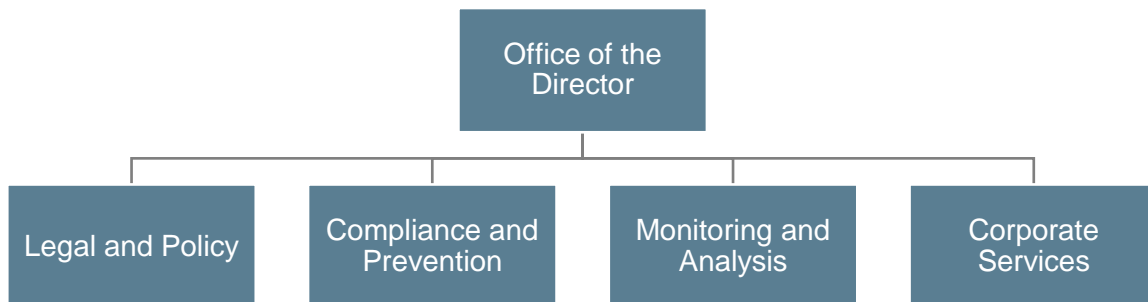 Office of the
Director
Legal and Policy
Compliance and
Prevention
Monitoring and
Analysis
Corporate
Services